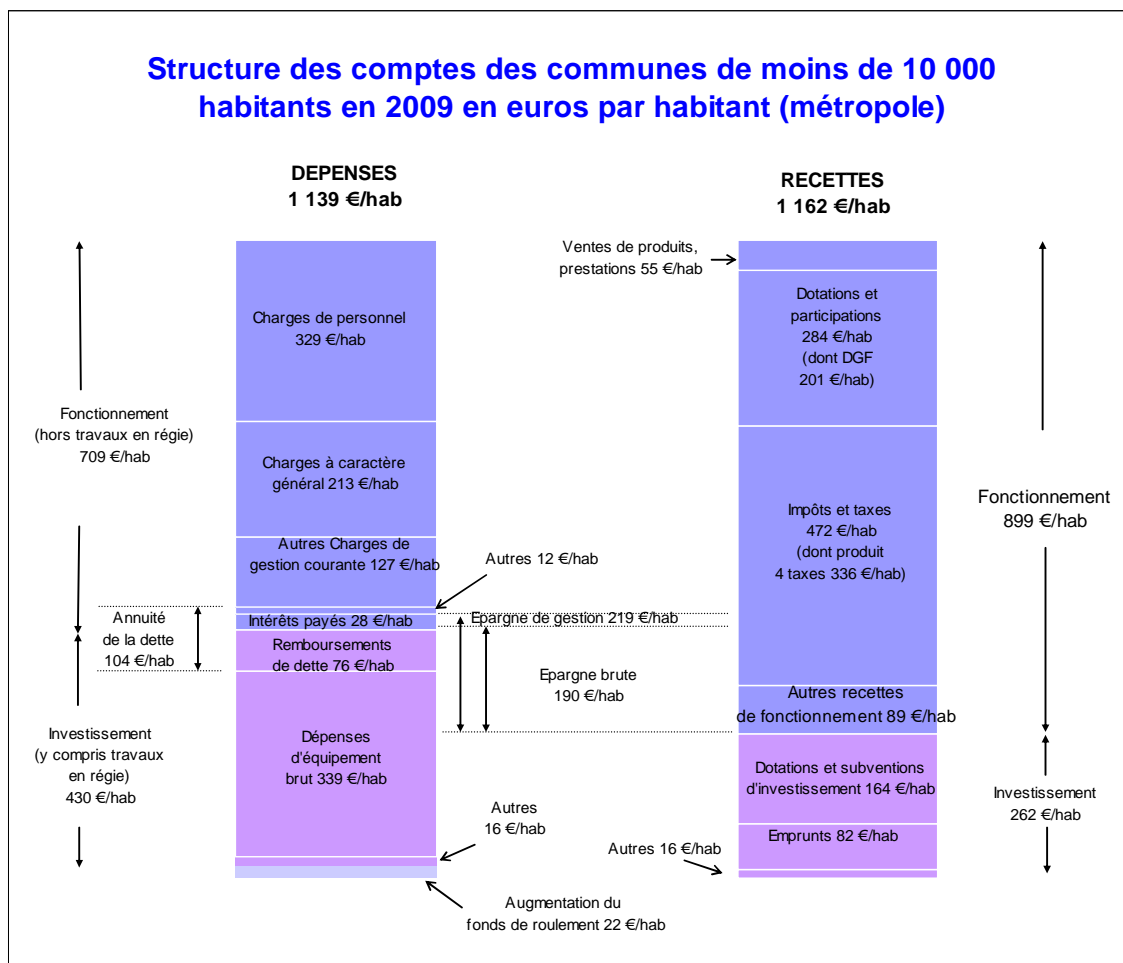 Structure des comptes des communes de moins de 10 000
habitants en 2009 en euros par habitant (métropole)
DEPENSES
1 139 €/hab
RECETTES
1 162 €/hab
Fonctionnement
(hors travaux en régie)
709 €/hab
Annuité
de la dette
104 €/hab
Investissement
(y compris travaux
en régie)
430 €/hab
Charges de personnel
329 €/hab
Charges à caractère
général 213 €/hab
Autres Charges de
gestion courante 127 €/hab
Autres 12 €/hab
Intérêts payés 28 €/hab
Remboursements
de dette 76 €/hab
Dépenses
d'équipement
brut 339 €/hab
Autres
16 €/hab
Augmentation du
fonds de roulement 22 €/hab
Epargne de gestion 219 €/hab
Epargne brute
190 €/hab
Ventes de produits,
prestations 55 €/hab
Dotations et
participations
284 €/hab
(dont DGF
201 €/hab)
Impôts et taxes
472 €/hab
(dont produit
4 taxes 336 €/hab)
Autres recettes
de fonctionnement 89 €/hab
Dotations et subventions
d'investissement 164 €/hab
Emprunts 82 €/hab
Autres 16 €/hab
Fonctionnement
899 €/hab
Investissement
262 €/hab